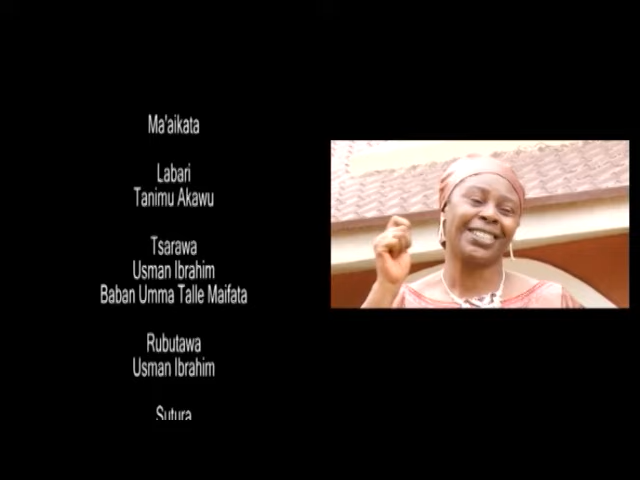 Ma'aikata
Labari
Tanimu Akawu
Tsarawa
Usman Ibrahim
Baban Umma Talle Maifata
Rubutawa
Usman Ibrahim
Sutura